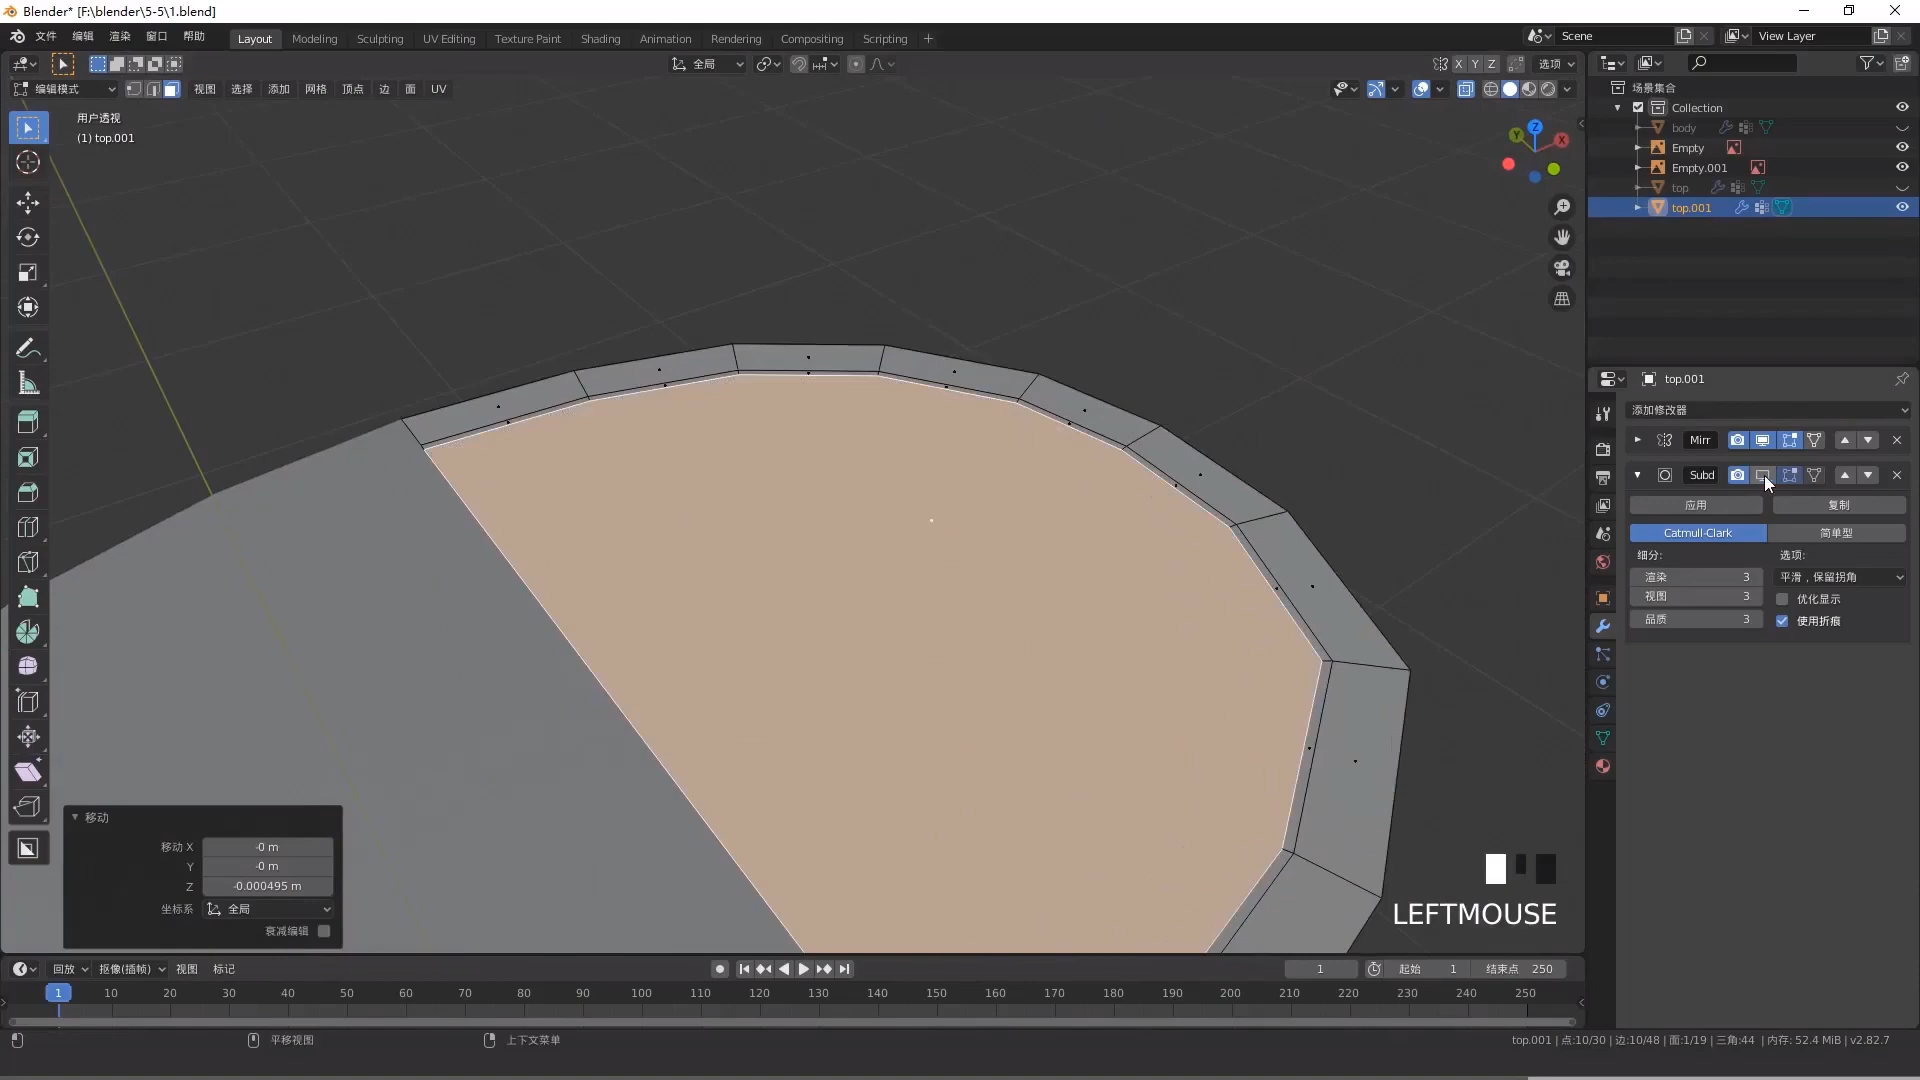 Blender* [F:\blender\5-5\1.blend]
文件 编辑 渲染 窗口 帮助 Layout Modeling Sculpting UV Editing Texture Paint Shading Animation Rendering Compositing Scripting + Scene View Layer
全局 X Y Z 选项
编辑模式 视图 选择 添加 网格 顶点 边 面 UV
用户透视
(1) top.001
Z
Y
X
场景集合
Collection
body
Empty
Empty.001
top
top.001
top.001
添加修改器
Mirr
Subd
应用 复制
Catmull-Clark 简单型
细分: 选项:
渲染 3 平滑，保留拐角
视图 3 优化显示
品质 3 使用折痕
移动
移动 X -0 m
Y -0 m
Z -0.000495 m
坐标系 全局
衰减编辑
LEFTMOUSE
回放 抠像(插帧) 视图 标记 1 起始 1 结束点 250
1 10 20 30 40 50 60 70 80 90 100 110 120 130 140 150 160 170 180 190 200 210 220 230 240 250
平移视图 上下文菜单 top.001 | 点:10/30 | 边:10/48 | 面:1/19 | 三角:44 | 内存: 52.4 MiB | v2.82.7